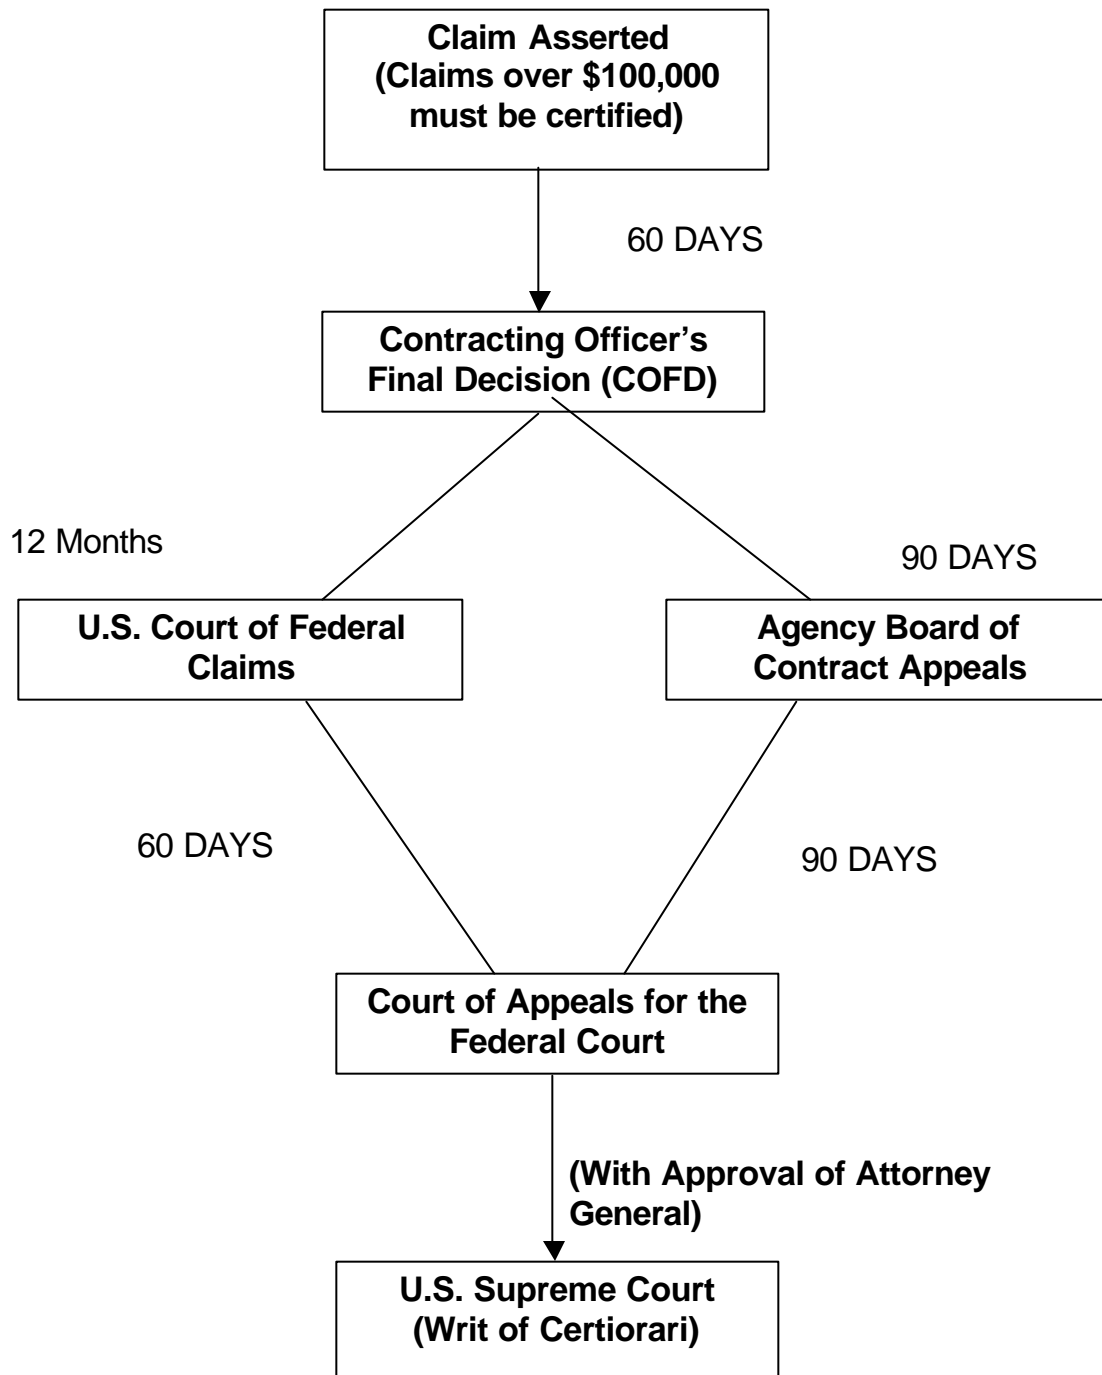 Claim Asserted
(Claims over $100,000
must be certified)
60 DAYS
Contracting Officer’s
Final Decision (COFD)
12 Months
90 DAYS
U.S. Court of Federal
Claims
Agency Board of
Contract Appeals
60 DAYS
90 DAYS
Court of Appeals for the
Federal Court
(With Approval of Attorney
General)
U.S. Supreme Court
(Writ of Certiorari)